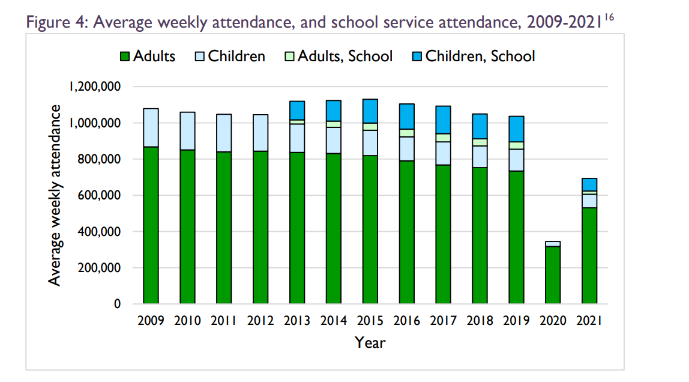 Figure 4: Average weekly attendance, and school service attendance, 2009-2021¹⁶
Adults Children Adults, School Children, School
Average weekly attendance
1,200,000
1,000,000
800,000
600,000
400,000
200,000
0
2009 2010 2011 2012 2013 2014 2015 2016 2017 2018 2019 2020 2021
Year